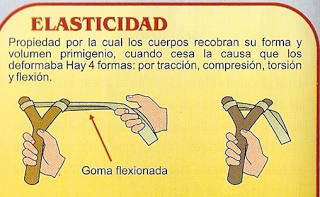 ELASTICIDAD
Propiedad por la cual los cuerpos recobran su forma y
volumen primigenio, cuando cesa la causa que los
deformaba Hay 4 formas: por tracción, compresión, torsión
y flexión.
Goma flexionada